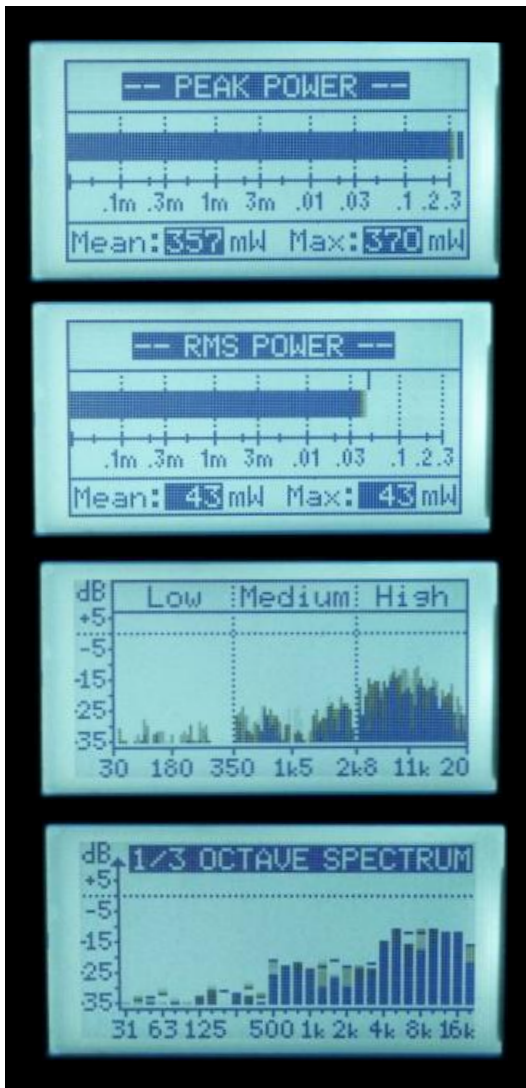 -- PEAK POWER --
.1m .3m 1m 3m .01 .03 .1 .2 .3
Mean: 357 mW Max: 370 mW
-- RMS POWER --
.1m .3m 1m 3m .01 .03 .1 .2 .3
Mean: 43 mW Max: 43 mW
dB Low Medium High
+5
-5
-15
-25
-35
30 180 350 1k5 2k8 11k 20
dB 1/3 OCTAVE SPECTRUM
+5
-5
-15
-25
-35
31 63 125 500 1k 2k 4k 8k 16k